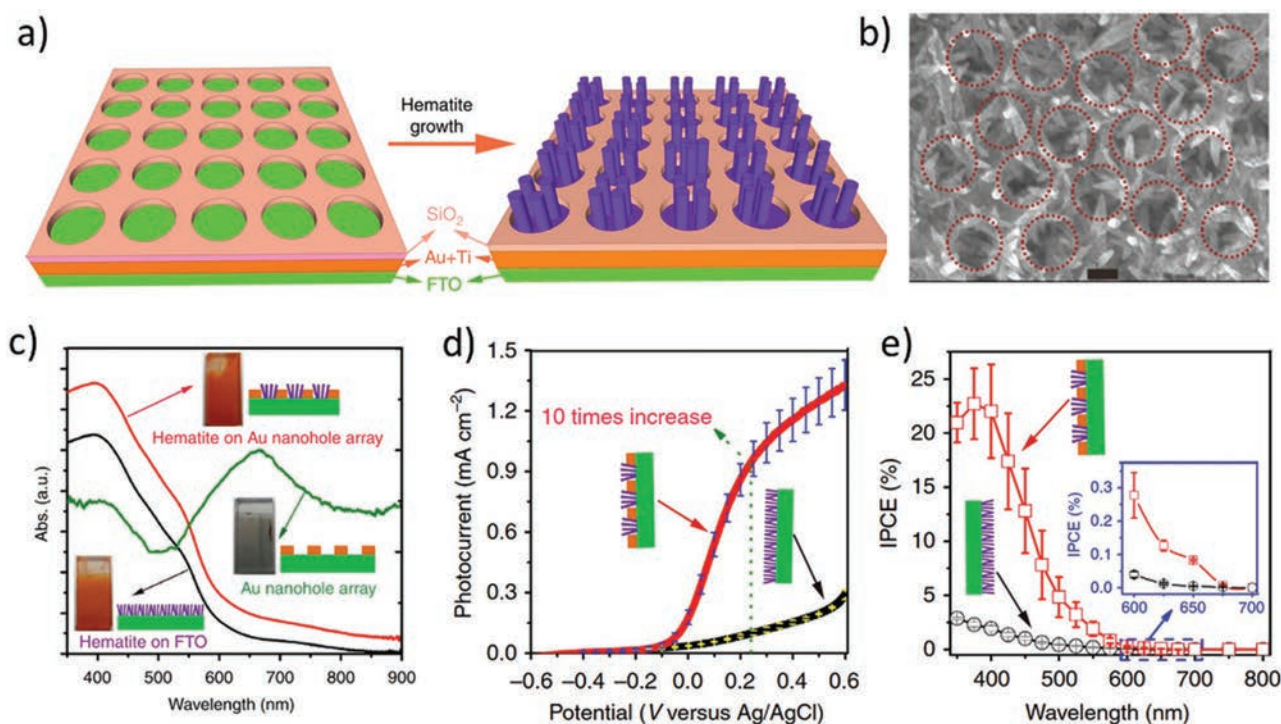 a)
Hematite
growth
SiO₂
Au+Ti
FTO
b)
c)
Abs. (a.u.)
Hematite on Au nanohole array
Au nanohole array
Hematite on FTO
400 500 600 700 800 900
Wavelength (nm)
d)
Photocurrent (mA cm⁻²)
1.5
1.2
0.9
0.6
0.3
0.0
10 times increase
−0.6 −0.4 −0.2 0.0 0.2 0.4 0.6
Potential (V versus Ag/AgCl)
e)
IPCE (%)
25
20
15
10
5
0
IPCE (%)
0.3
0.2
0.1
0.0
600 650 700
400 500 600 700 800
Wavelength (nm)